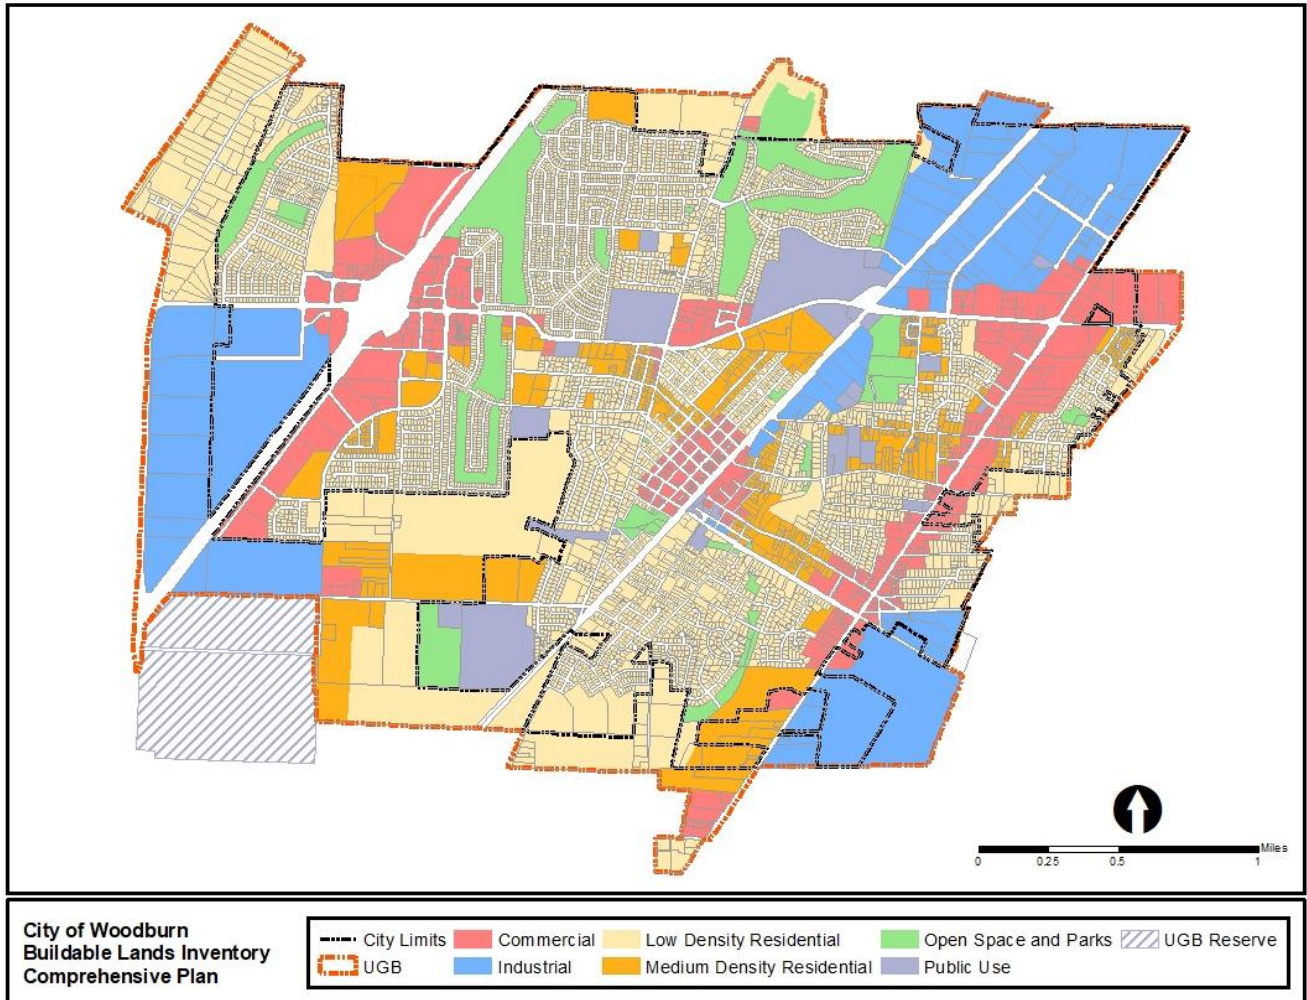 Miles
0 0.25 0.5 1
City of Woodburn
Buildable Lands Inventory
Comprehensive Plan
City Limits Commercial Low Density Residential Open Space and Parks UGB Reserve
UGB Industrial Medium Density Residential Public Use